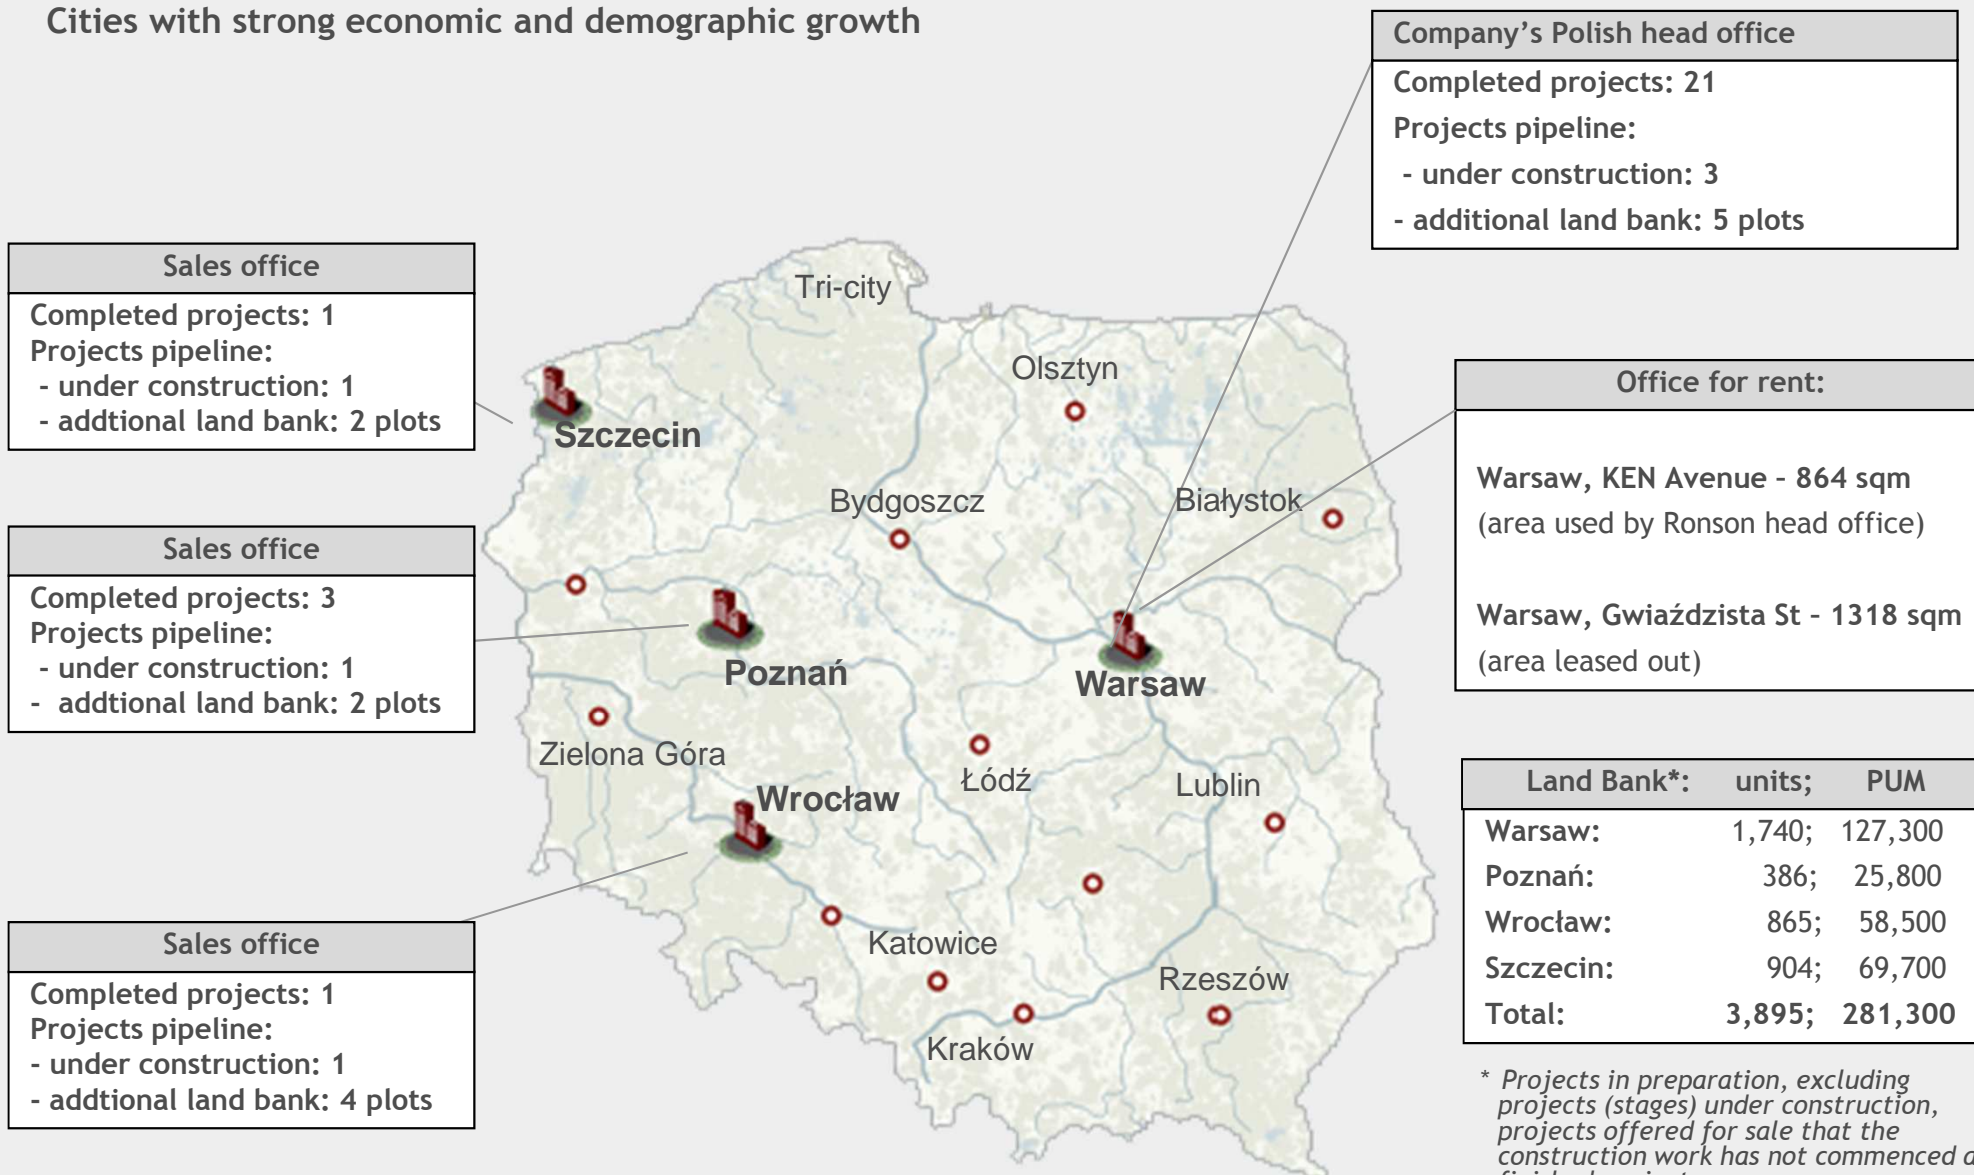 Cities with strong economic and demographic growth
Company’s Polish head office
Completed projects: 21
Projects pipeline:
- under construction: 3
- additional land bank: 5 plots
Sales office
Completed projects: 1
Projects pipeline:
- under construction: 1
- addtional land bank: 2 plots
Sales office
Completed projects: 3
Projects pipeline:
- under construction: 1
- addtional land bank: 2 plots
Sales office
Completed projects: 1
Projects pipeline:
- under construction: 1
- addtional land bank: 4 plots
Tri-city
Olsztyn
Szczecin
Bydgoszcz
Białystok
Poznań
Warsaw
Zielona Góra
Wrocław
Łódź
Lublin
Katowice
Rzeszów
Kraków
Office for rent:
Warsaw, KEN Avenue – 864 sqm
(area used by Ronson head office)
Warsaw, Gwiaździsta St – 1318 sqm
(area leased out)
Land Bank*: units; PUM
Warsaw: 1,740; 127,300
Poznań: 386; 25,800
Wrocław: 865; 58,500
Szczecin: 904; 69,700
Total: 3,895; 281,300
* Projects in preparation, excluding
projects (stages) under construction,
projects offered for sale that the
construction work has not commenced